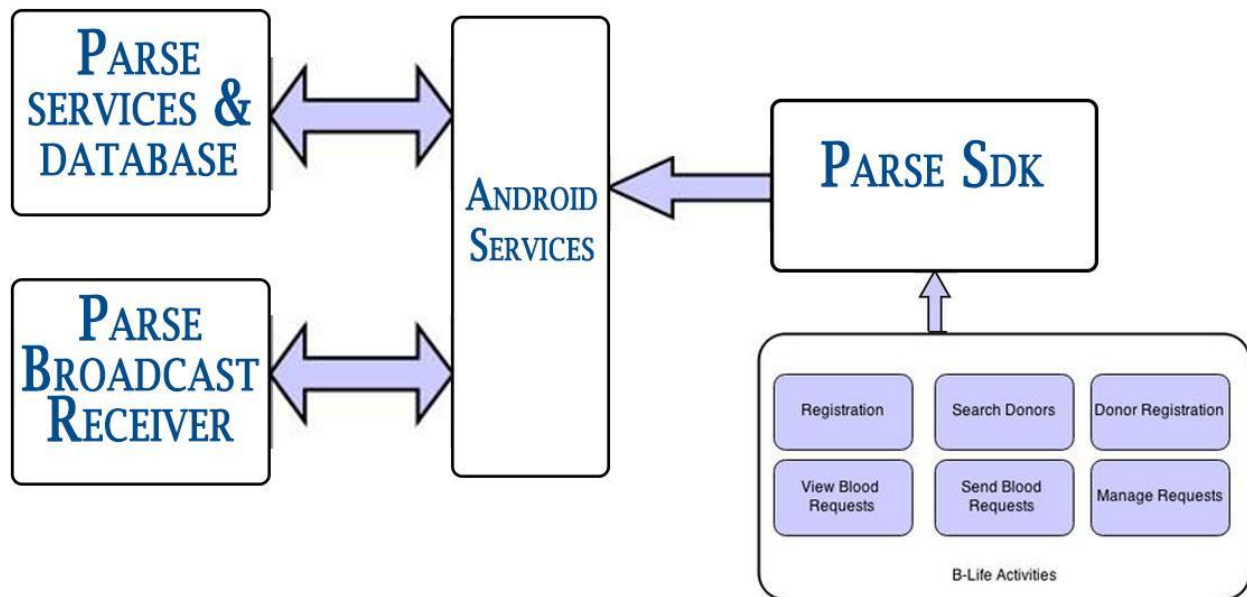 PARSE
SERVICES &
DATABASE
ANDROID
SERVICES
PARSE SDK
PARSE
BROADCAST
RECEIVER
Registration
Search Donors
Donor Registration
View Blood
Requests
Send Blood
Requests
Manage Requests
B-Life Activities